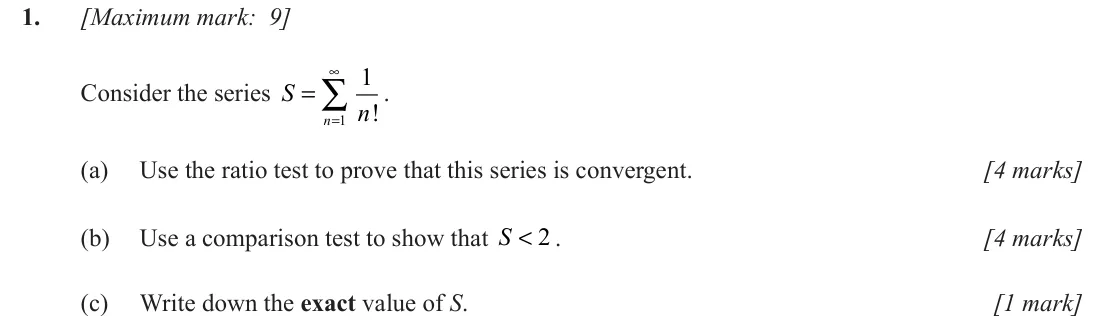 1. [Maximum mark: 9]
Consider the series S = ∑_{n=1}^{∞} 1/n! .
(a) Use the ratio test to prove that this series is convergent. [4 marks]
(b) Use a comparison test to show that S < 2 . [4 marks]
(c) Write down the exact value of S. [1 mark]